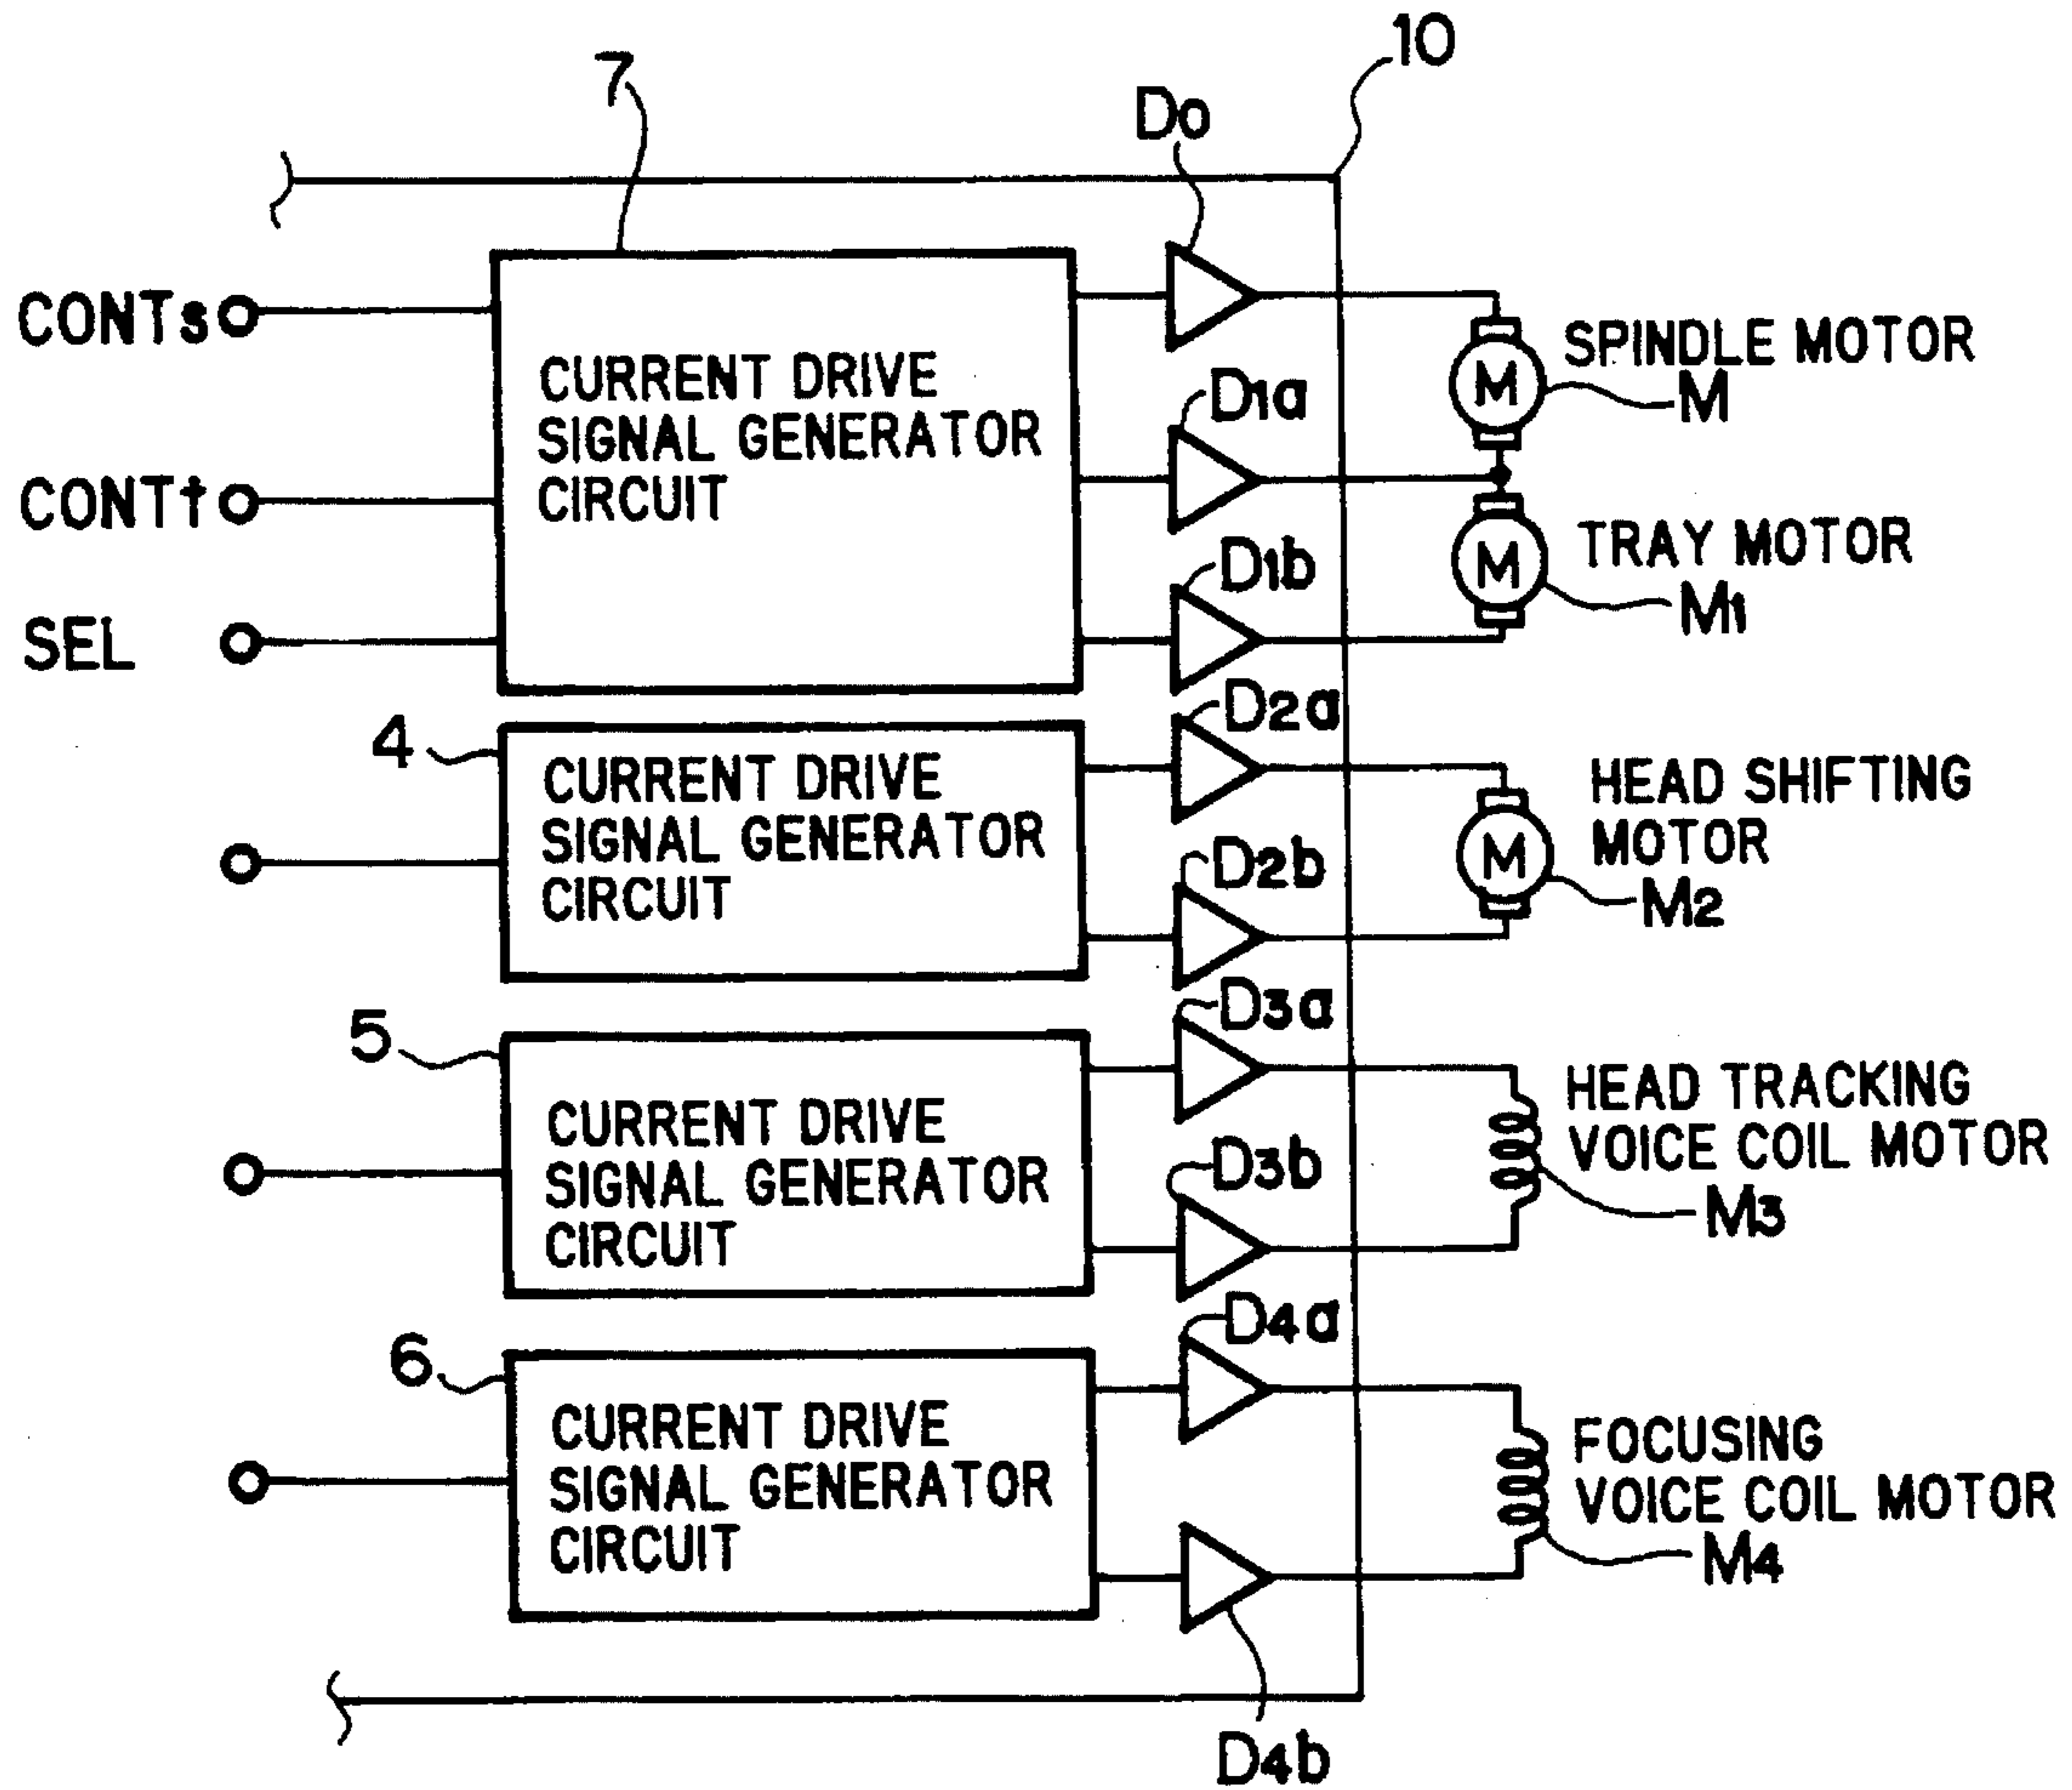 10
7
Do
CONTs
CURRENT DRIVE
SIGNAL GENERATOR
CIRCUIT
SPINDLE MOTOR
M
M
D1a
CONTt
TRAY MOTOR
M
M1
D1b
SEL
D2a
4
CURRENT DRIVE
SIGNAL GENERATOR
CIRCUIT
HEAD SHIFTING
MOTOR
M
M2
D2b
D3a
5
CURRENT DRIVE
SIGNAL GENERATOR
CIRCUIT
HEAD TRACKING
VOICE COIL MOTOR
M3
D3b
D4a
6
CURRENT DRIVE
SIGNAL GENERATOR
CIRCUIT
FOCUSING
VOICE COIL MOTOR
M4
D4b